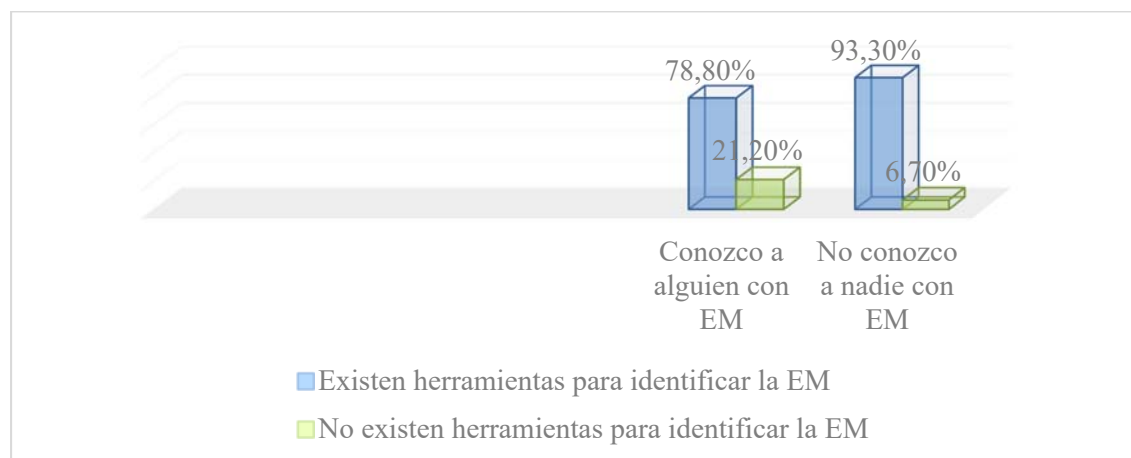 93,30%
78,80%
21,20%
6,70%
Conozco a
alguien con
EM
No conozco
a nadie con
EM
Existen herramientas para identificar la EM
No existen herramientas para identificar la EM